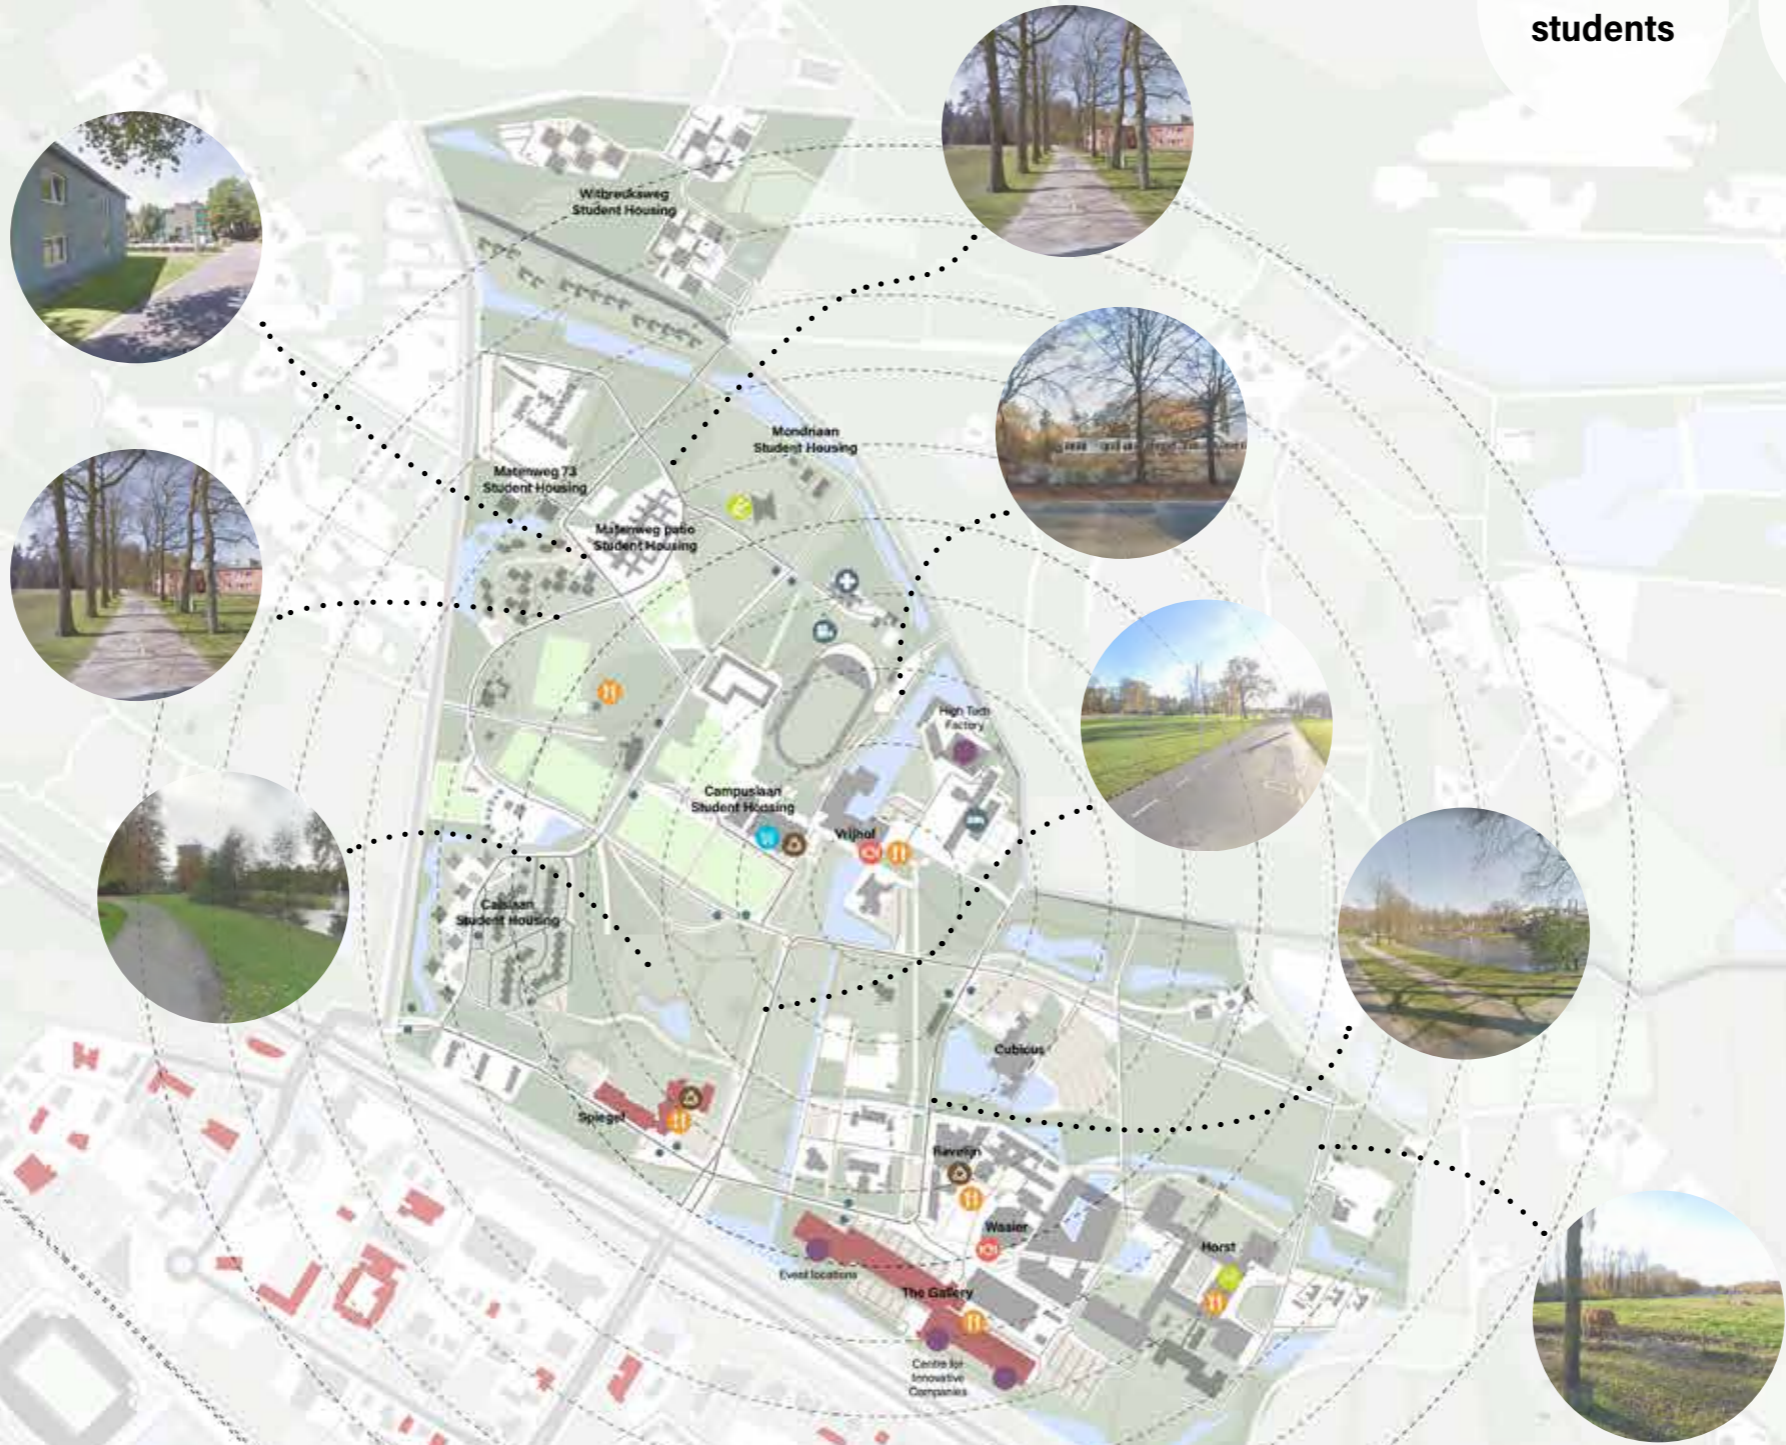 students
Witbreuksweg
Student Housing
Mondriaan
Student Housing
Matenweg 73
Student Housing
Matenweg patio
Student Housing
High Tech
Factory
Campuslaan
Student Housing
Vrijhof
Calslaan
Student Housing
Cubicus
Spiegel
Ravelijn
Waaier
Horst
Event locations
The Gallery
Centre for
Innovative
Companies